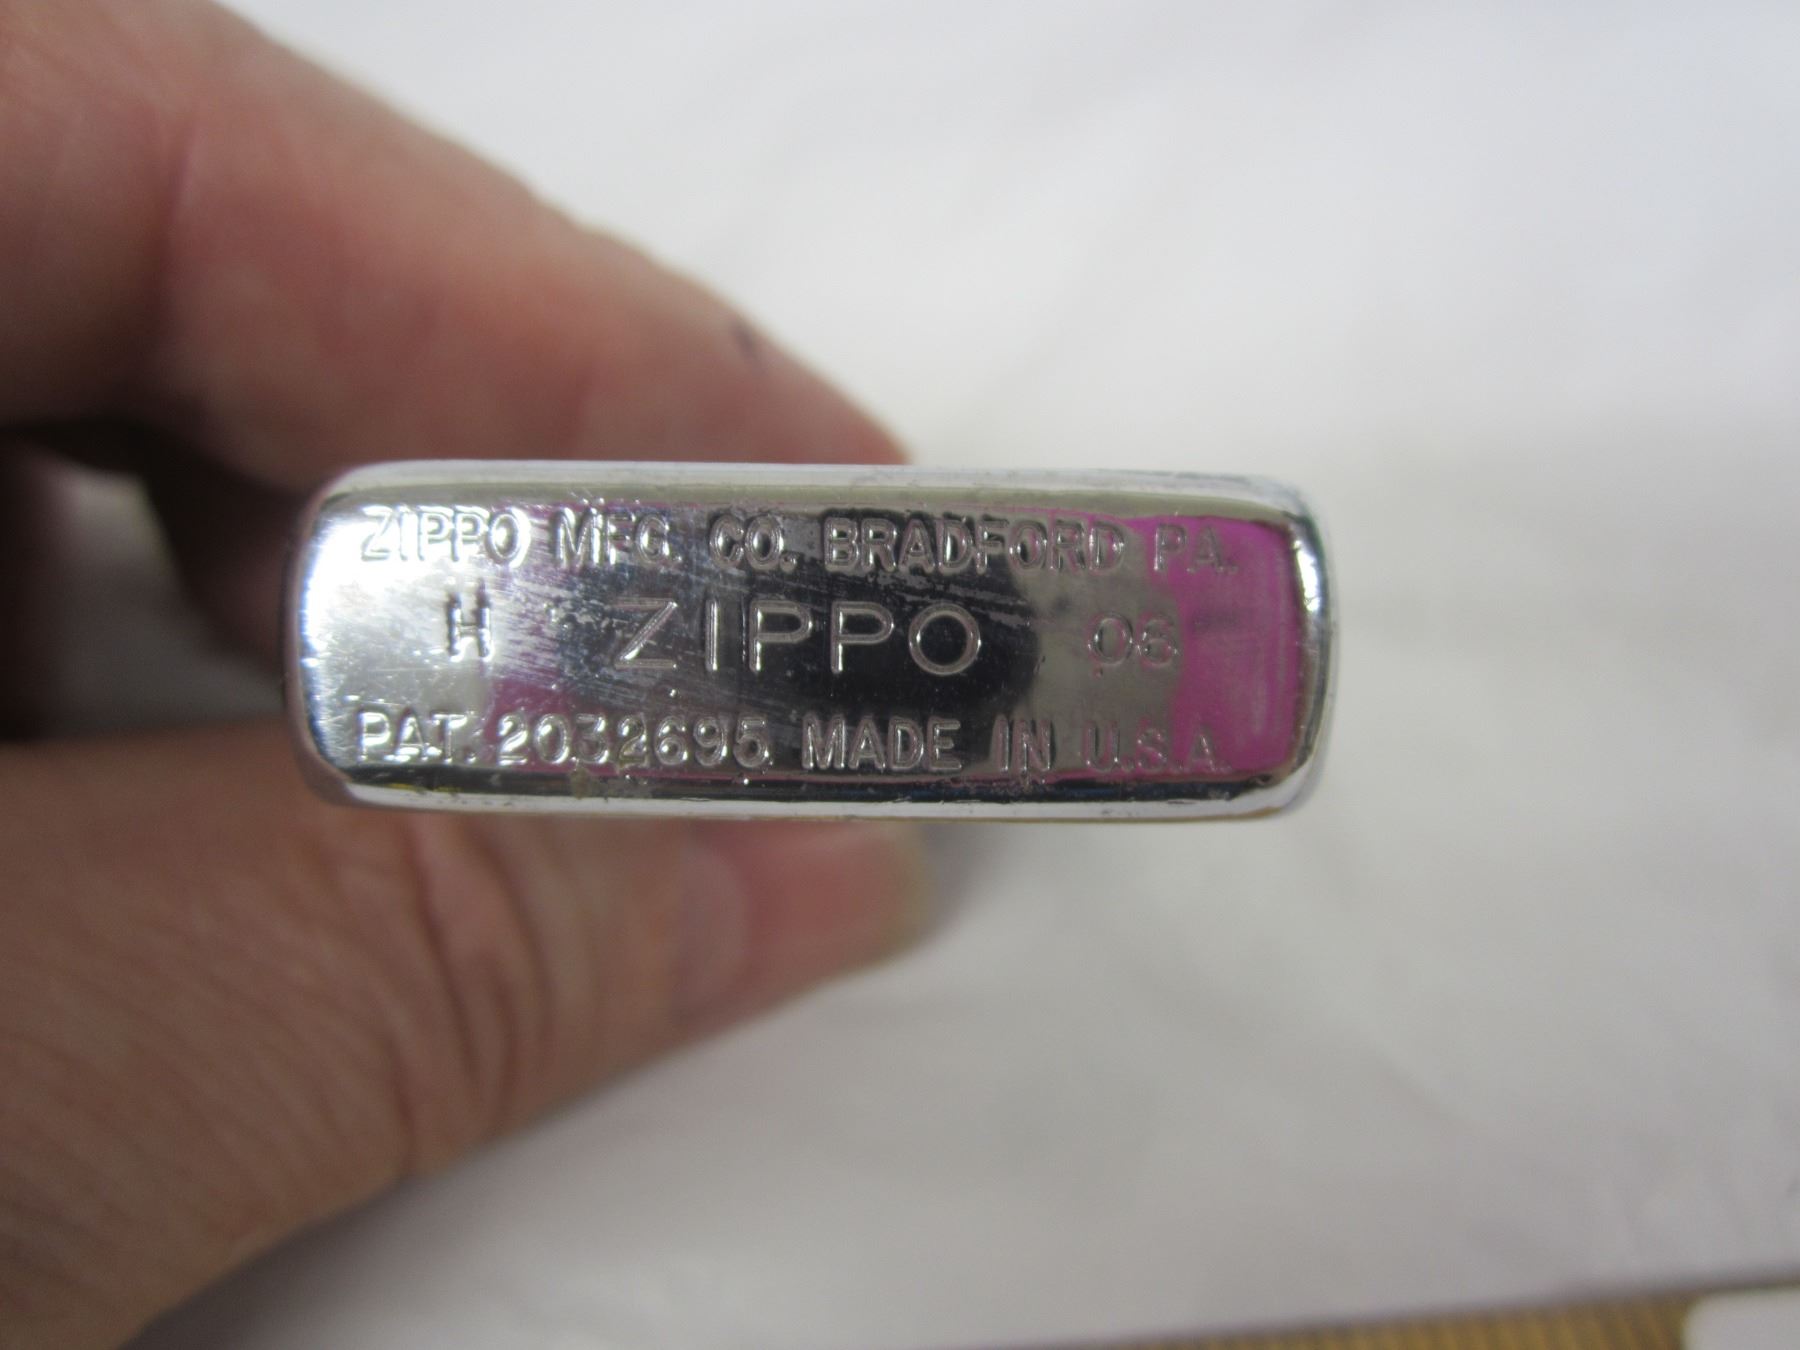 ZIPPO MFG. CO. BRADFORD PA.
H ZIPPO 06
PAT. 2032695 MADE IN U.S.A.